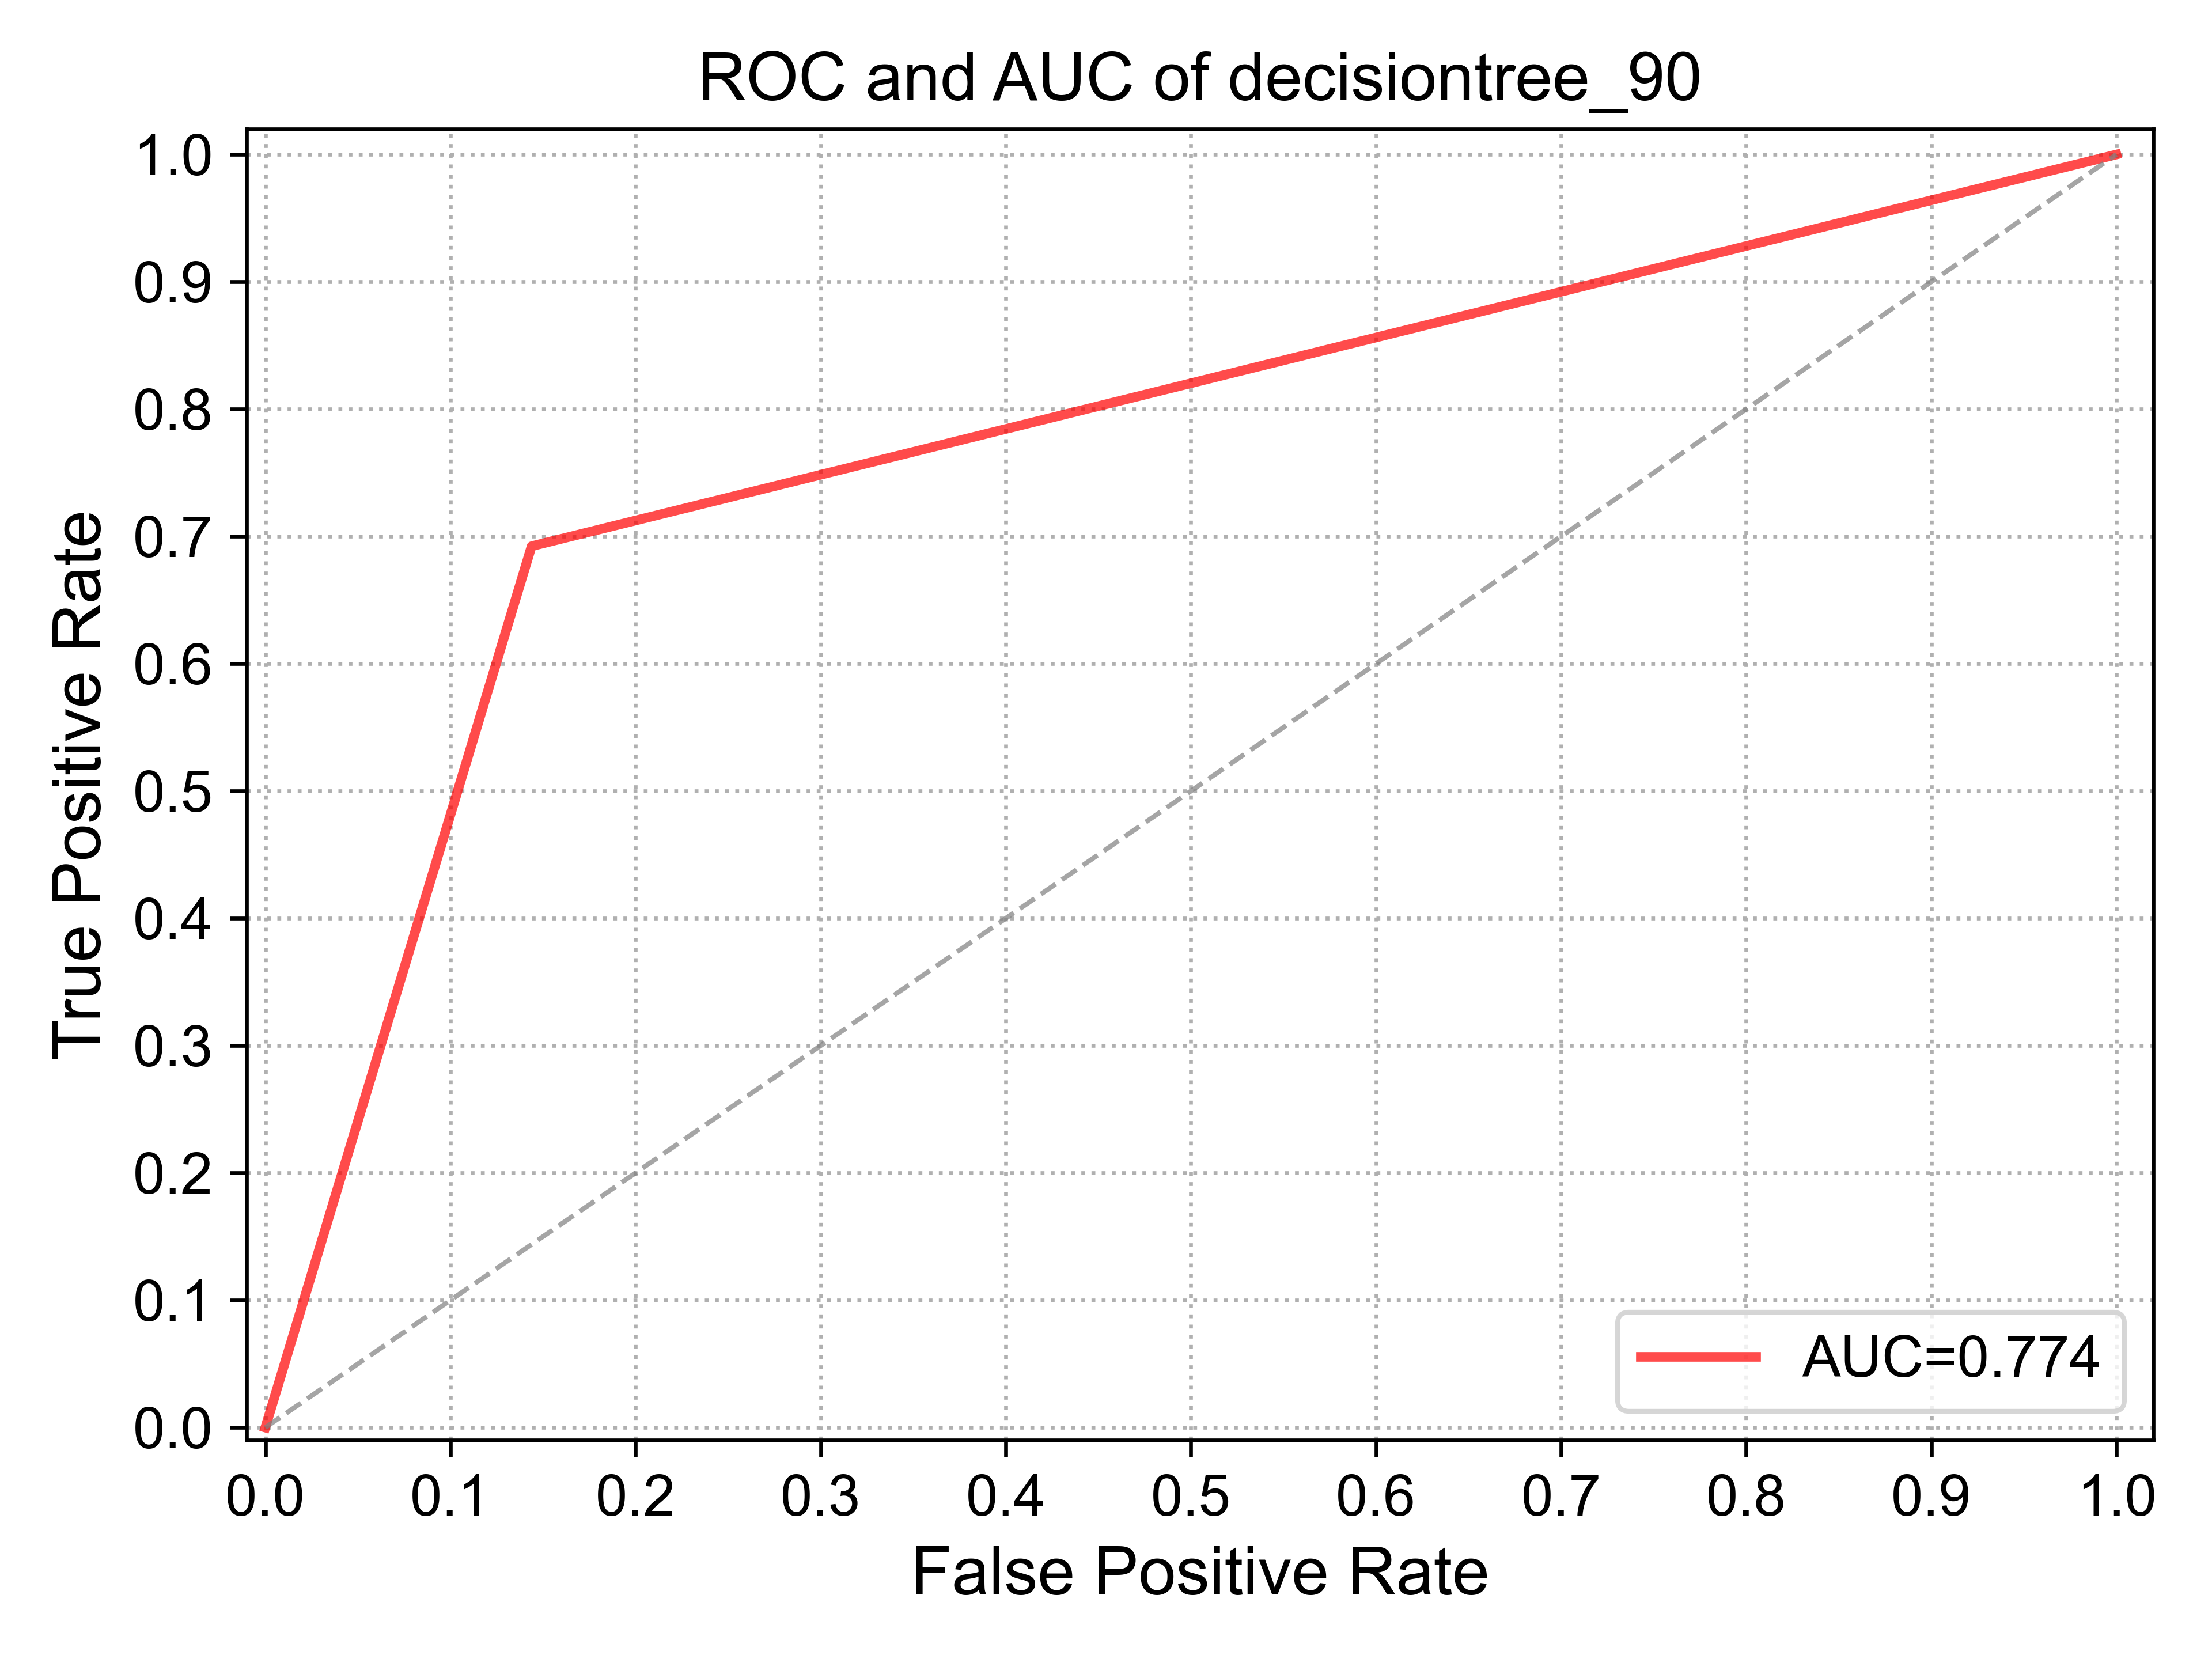 ROC and AUC of decisiontree_90
True Positive Rate
1.0
0.9
0.8
0.7
0.6
0.5
0.4
0.3
0.2
0.1
0.0
AUC=0.774
0.0 0.1 0.2 0.3 0.4 0.5 0.6 0.7 0.8 0.9 1.0
False Positive Rate